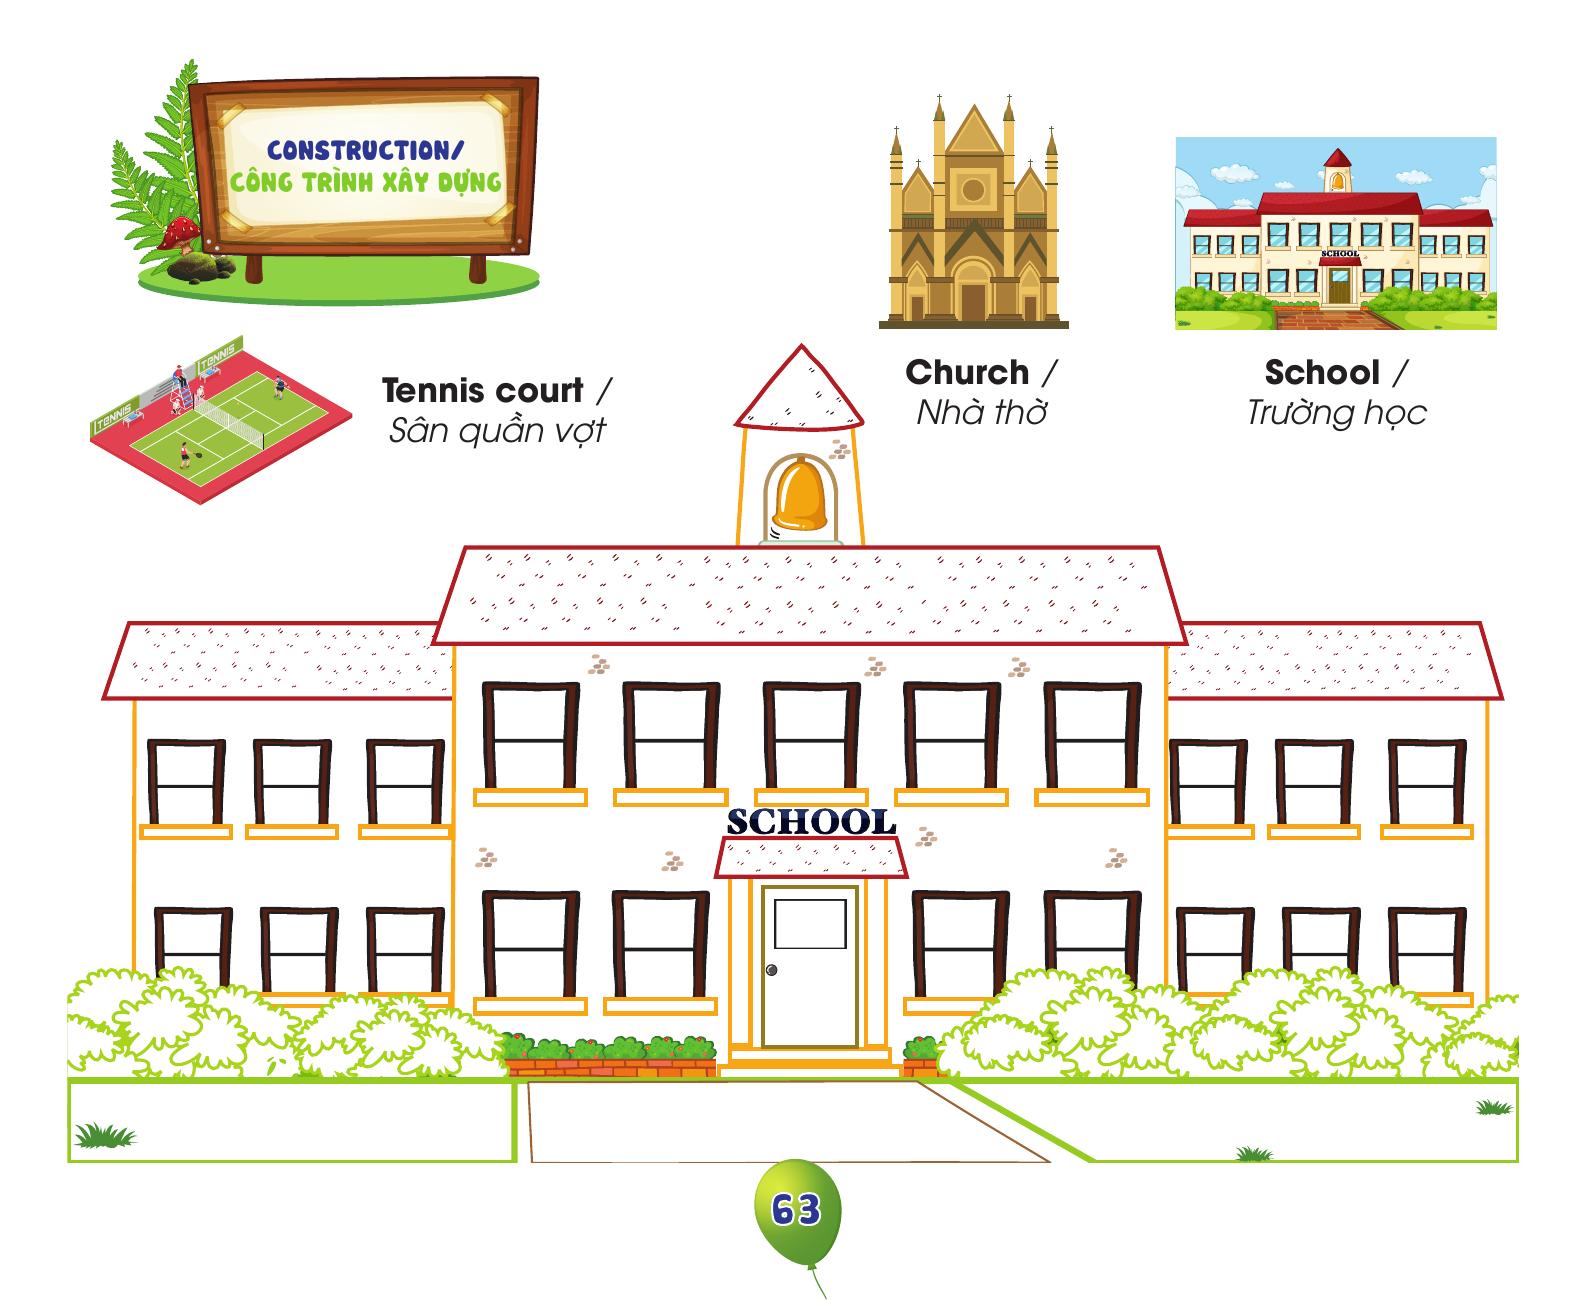 CONSTRUCTION/
CÔNG TRÌNH XÂY DỰNG
SCHOOL
TENNIS
TENNIS
Tennis court /
Sân quần vợt
Church /
Nhà thờ
School /
Trường học
SCHOOL
63